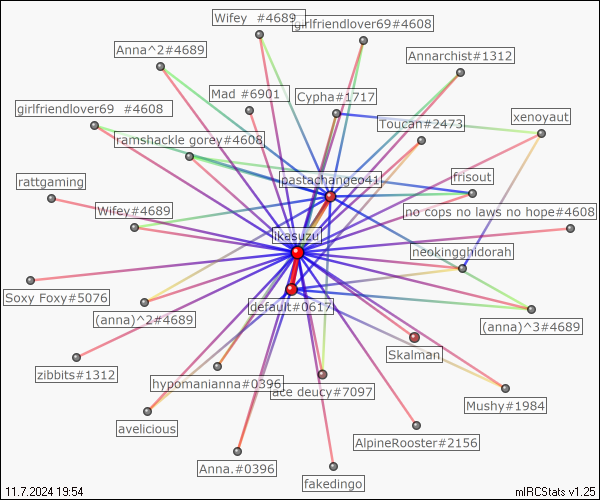 Wifey  #4689
girlfriendlover69#4608
Anna^2#4689
Annarchist#1312
Mad #6901
Cypha#1717
girlfriendlover69  #4608
xenoyaut
Toucan#2473
ramshackle gorey#4608
frisout
pastachangeo41
rattgaming
Wifey#4689
no cops no laws no hope#4608
ikasuzu
neokingghidorah
Soxy Foxy#5076
default#0617
(anna)^2#4689
(anna)^3#4689
Skalman
zibbits#1312
hypomanianna#0396
ace deucy#7097
Mushy#1984
avelicious
AlpineRooster#2156
Anna.#0396
fakedingo
11.7.2024 19:54
mIRCStats v1.25